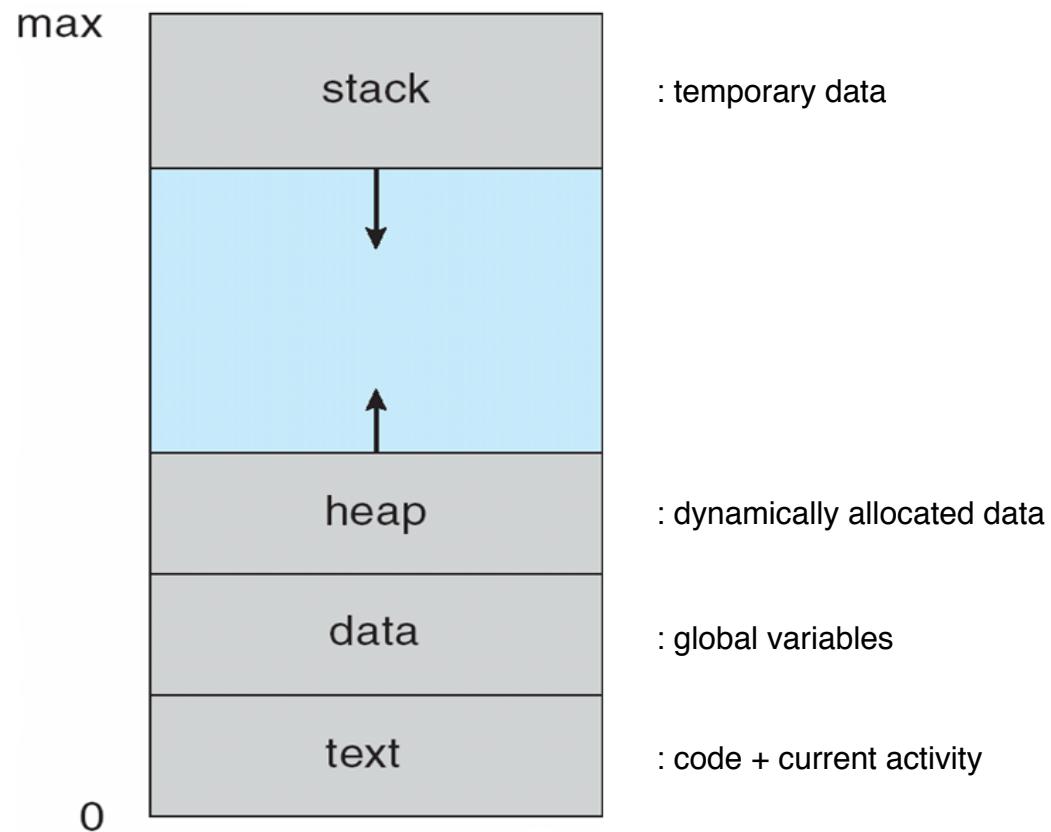 max
stack : temporary data
heap : dynamically allocated data
data : global variables
text : code + current activity
0